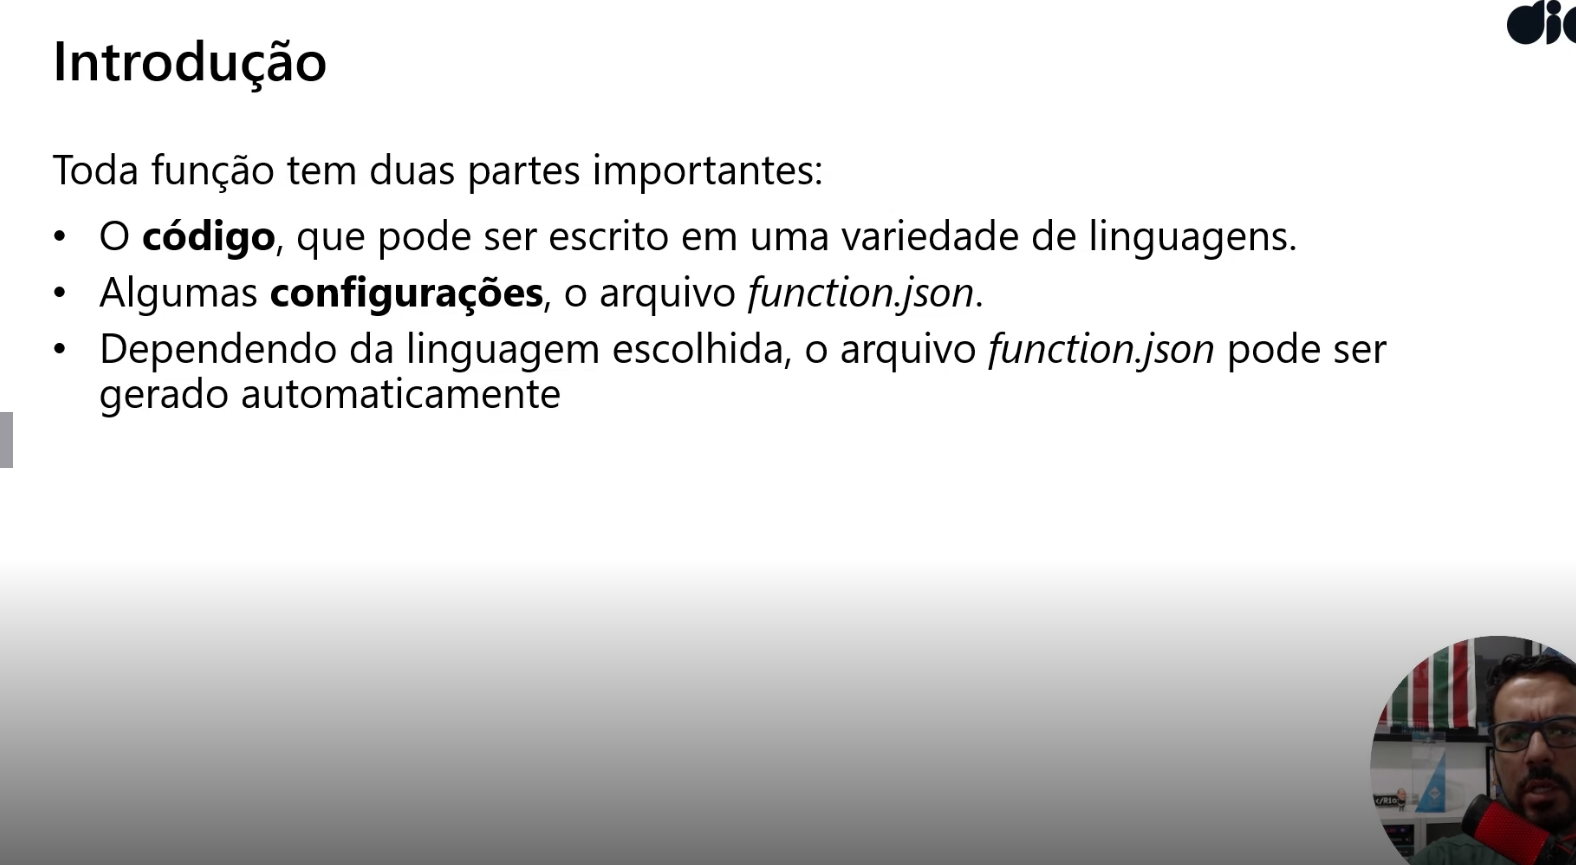 Introdução
Toda função tem duas partes importantes:
• O código, que pode ser escrito em uma variedade de linguagens.
• Algumas configurações, o arquivo function.json.
• Dependendo da linguagem escolhida, o arquivo function.json pode ser
gerado automaticamente